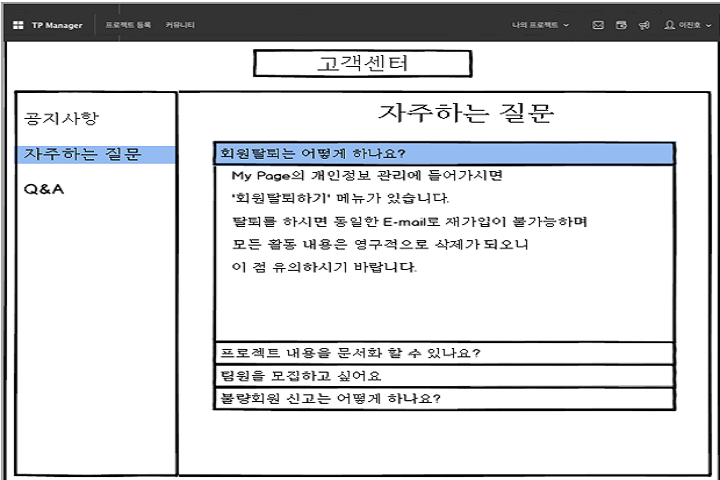 TP Manager 프로젝트 등록 커뮤니티 나의 프로젝트 이진호
고객센터
공지사항
자주하는 질문
Q&A
자주하는 질문
회원탈퇴는 어떻게 하나요?
My Page의 개인정보 관리에 들어가시면
'회원탈퇴하기' 메뉴가 있습니다.
탈퇴를 하시면 동일한 E-mail로 재가입이 불가능하며
모든 활동 내용은 영구적으로 삭제가 되오니
이 점 유의하시기 바랍니다.
프로젝트 내용을 문서화 할 수 있나요?
팀원을 모집하고 싶어요
불량회원 신고는 어떻게 하나요?